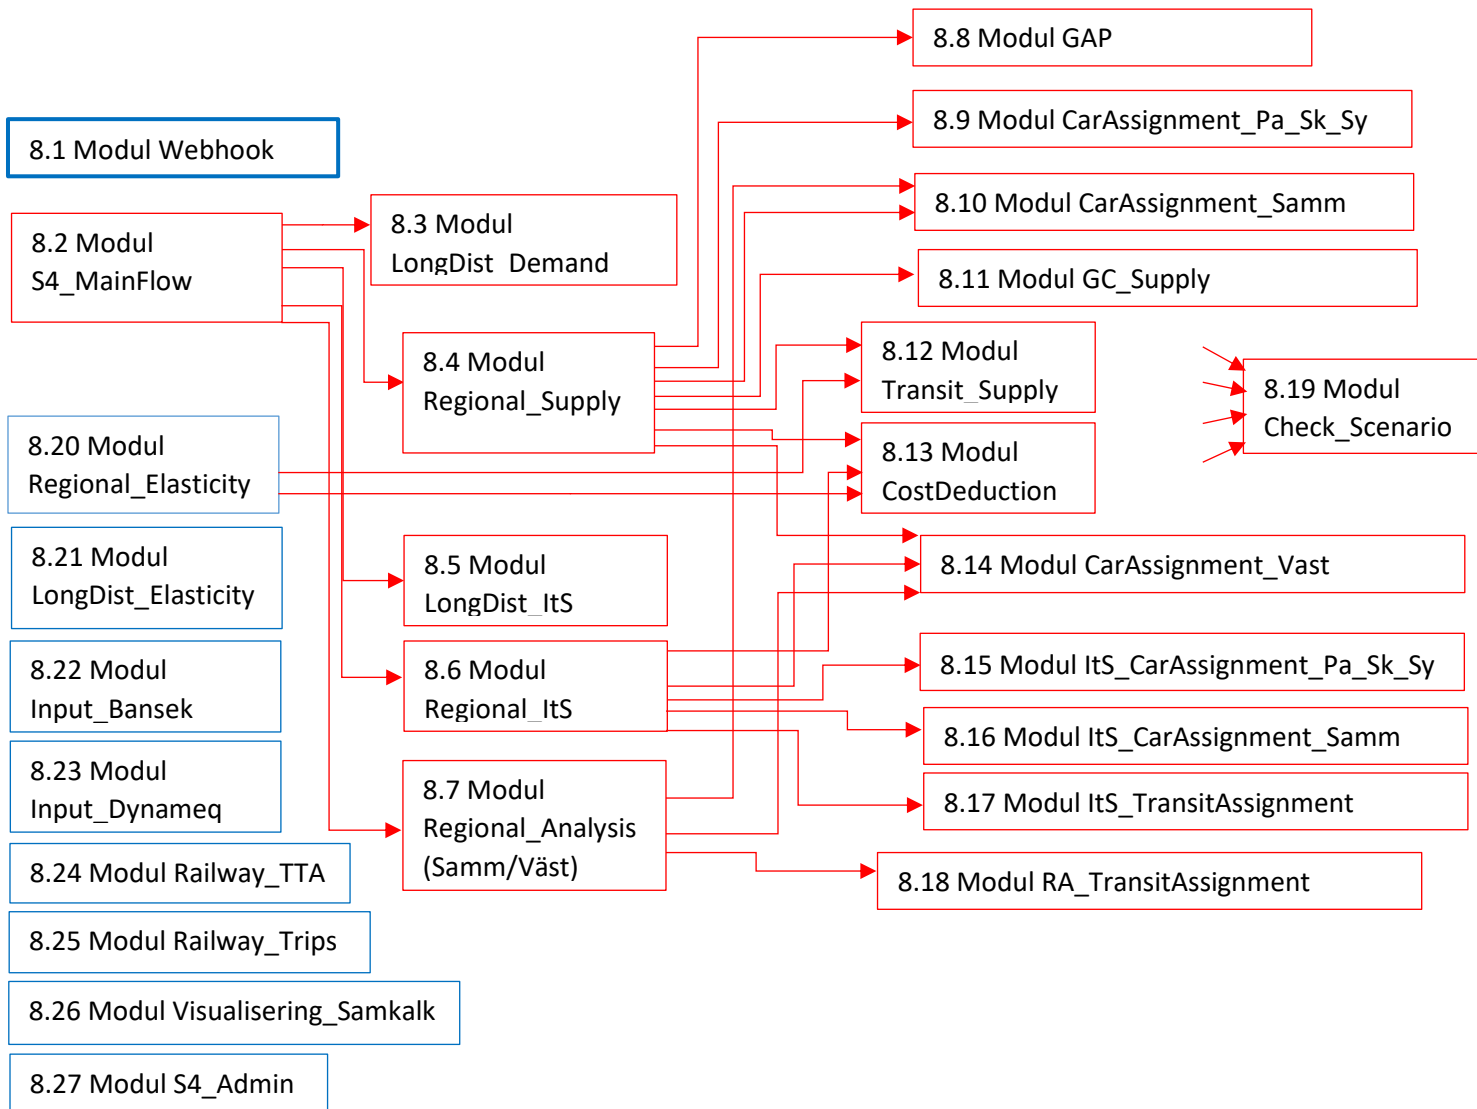 8.1 Modul Webhook
8.2 Modul
S4_MainFlow
8.20 Modul
Regional_Elasticity
8.21 Modul
LongDist_Elasticity
8.22 Modul
Input_Bansek
8.23 Modul
Input_Dynameq
8.24 Modul Railway_TTA
8.25 Modul Railway_Trips
8.26 Modul Visualisering_Samkalk
8.27 Modul S4_Admin
8.3 Modul
LongDist_Demand
8.4 Modul
Regional_Supply
8.5 Modul
LongDist_ItS
8.6 Modul
Regional_ItS
8.7 Modul
Regional_Analysis
(Samm/Väst)
8.8 Modul GAP
8.9 Modul CarAssignment_Pa_Sk_Sy
8.10 Modul CarAssignment_Samm
8.11 Modul GC_Supply
8.12 Modul
Transit_Supply
8.13 Modul
CostDeduction
8.14 Modul CarAssignment_Vast
8.15 Modul ItS_CarAssignment_Pa_Sk_Sy
8.16 Modul ItS_CarAssignment_Samm
8.17 Modul ItS_TransitAssignment
8.18 Modul RA_TransitAssignment
8.19 Modul
Check_Scenario